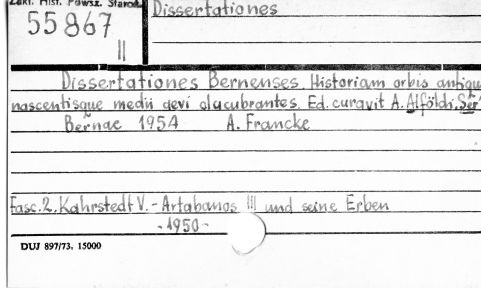 Zakł. Hist. Powsz. Staroż.
Dissertationes
55867
II
Dissertationes Bernenses Historiam orbis antiqui
nascentisque medii aevi elucubrantes. Ed. curavit A. Alföldi. Ser
Bernae 1954 A. Francke
Fasc. 2. Kahrstedt V. - Artabanos III und seine Erben
- 1950 -
DUJ 897/73, 15000